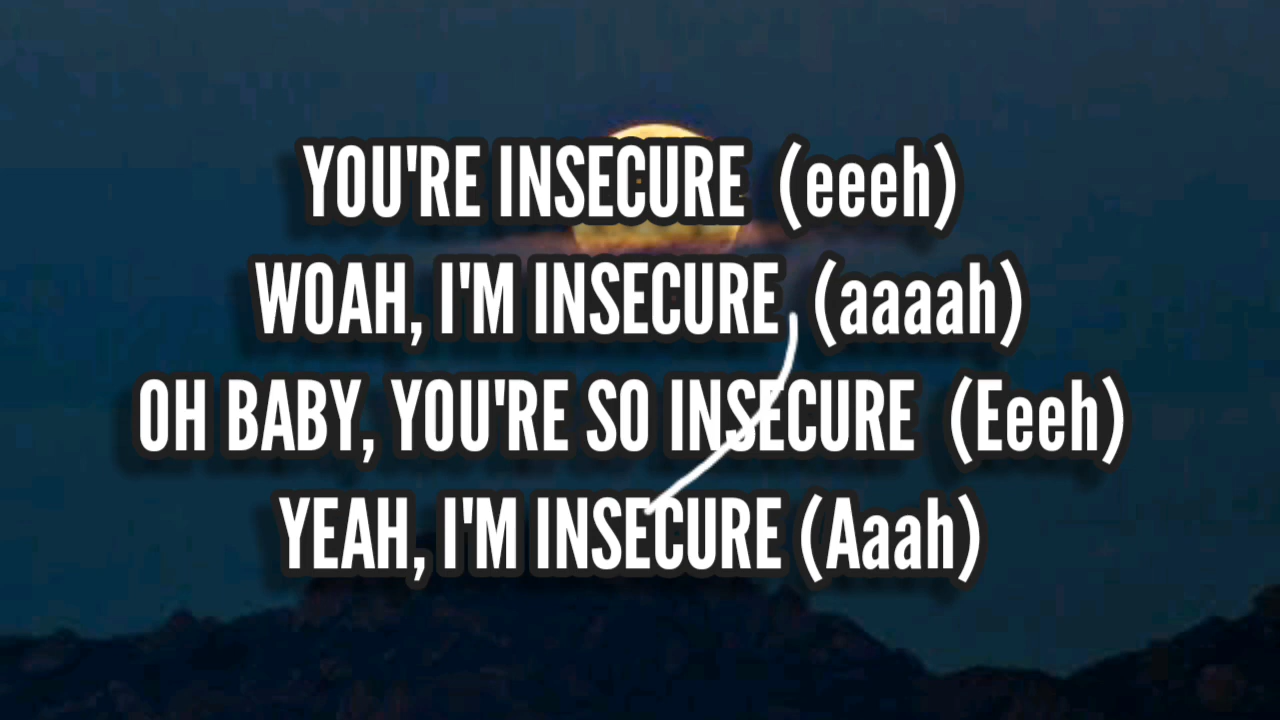 YOU'RE INSECURE (eeeh)
WOAH, I'M INSECURE (aaaah)
OH BABY, YOU'RE SO INSECURE (Eeeh)
YEAH, I'M INSECURE (Aaah)